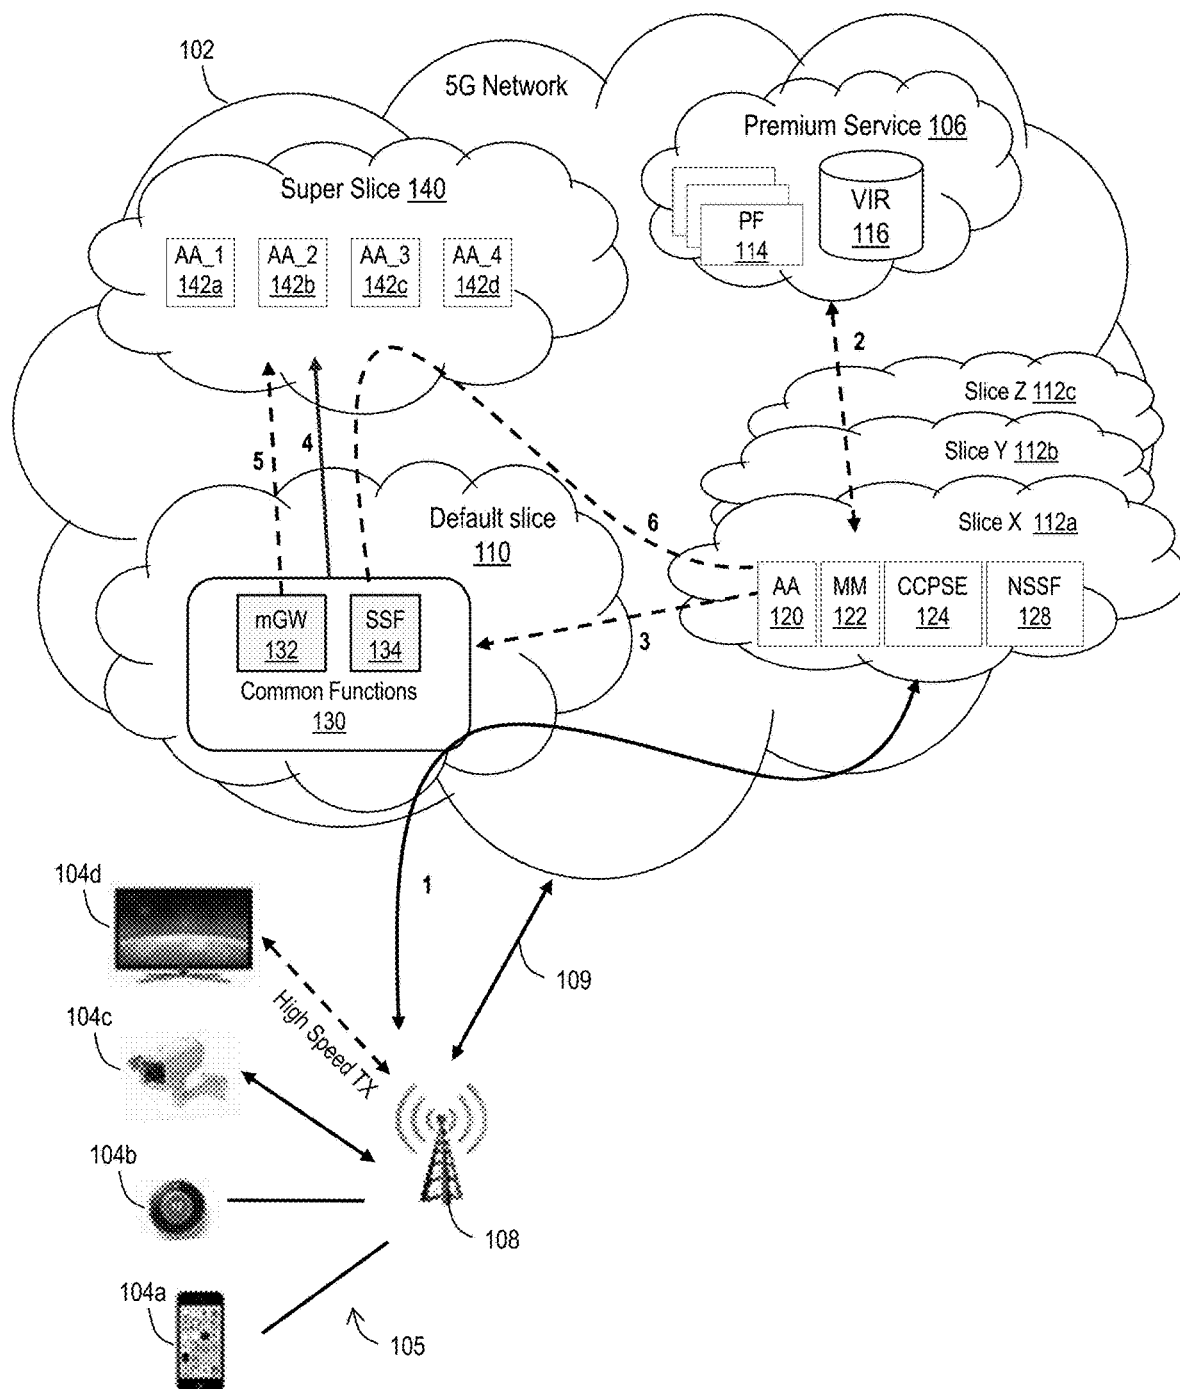 102
5G Network
Premium Service 106
Super Slice 140
VIR
116
PF
114
AA_1
142a
AA_2
142b
AA_3
142c
AA_4
142d
2
Slice Z 112c
Slice Y 112b
Slice X 112a
5
4
6
Default slice
110
AA
120
MM
122
CCPSE
124
NSSF
128
mGW
132
SSF
134
3
Common Functions
130
1
104d
109
High Speed TX
104c
104b
108
104a
105